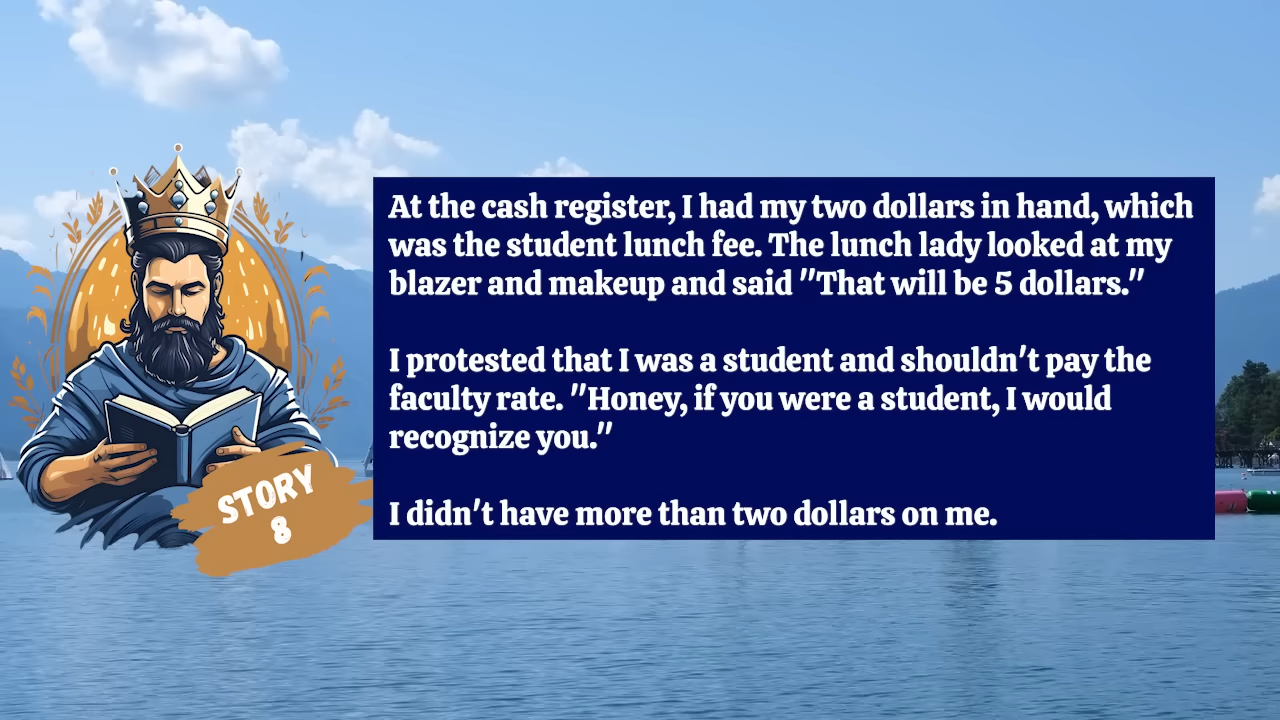 At the cash register, I had my two dollars in hand, which
was the student lunch fee. The lunch lady looked at my
blazer and makeup and said "That will be 5 dollars."
I protested that I was a student and shouldn't pay the
faculty rate. "Honey, if you were a student, I would
recognize you."
I didn't have more than two dollars on me.
STORY
8